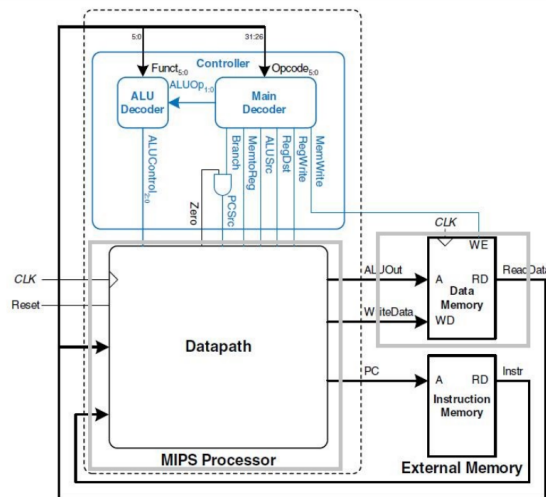 5:0
31:26
Controller
Funct5:0
Opcode5:0
ALUOp1:0
ALU
Decoder
Main
Decoder
ALUControl2:0
Zero
Branch
PCSrc
MemtoReg
ALUSrc
RegDst
RegWrite
MemWrite
CLK
Reset
Datapath
MIPS Processor
CLK
WE
ALUOut
A
RD
ReadData
Data
Memory
WriteData
WD
PC
A
RD
Instr
Instruction
Memory
External Memory